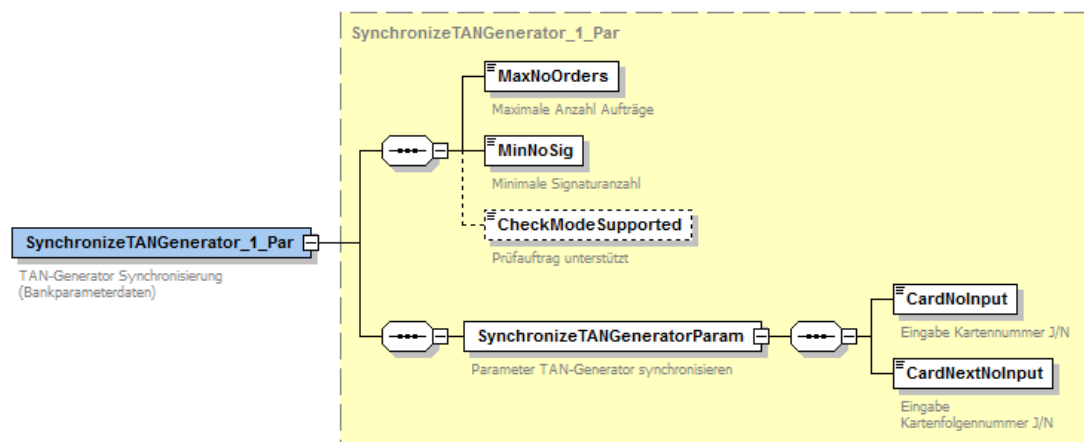 SynchronizeTANGenerator_1_Par
MaxNoOrders
Maximale Anzahl Aufträge
MinNoSig
Minimale Signaturanzahl
CheckModeSupported
Prüfauftrag unterstützt
SynchronizeTANGenerator_1_Par
TAN-Generator Synchronisierung
(Bankparameterdaten)
SynchronizeTANGeneratorParam
Parameter TAN-Generator synchronisieren
CardNoInput
Eingabe Kartennummer J/N
CardNextNoInput
Eingabe
Kartenfolgennummer J/N